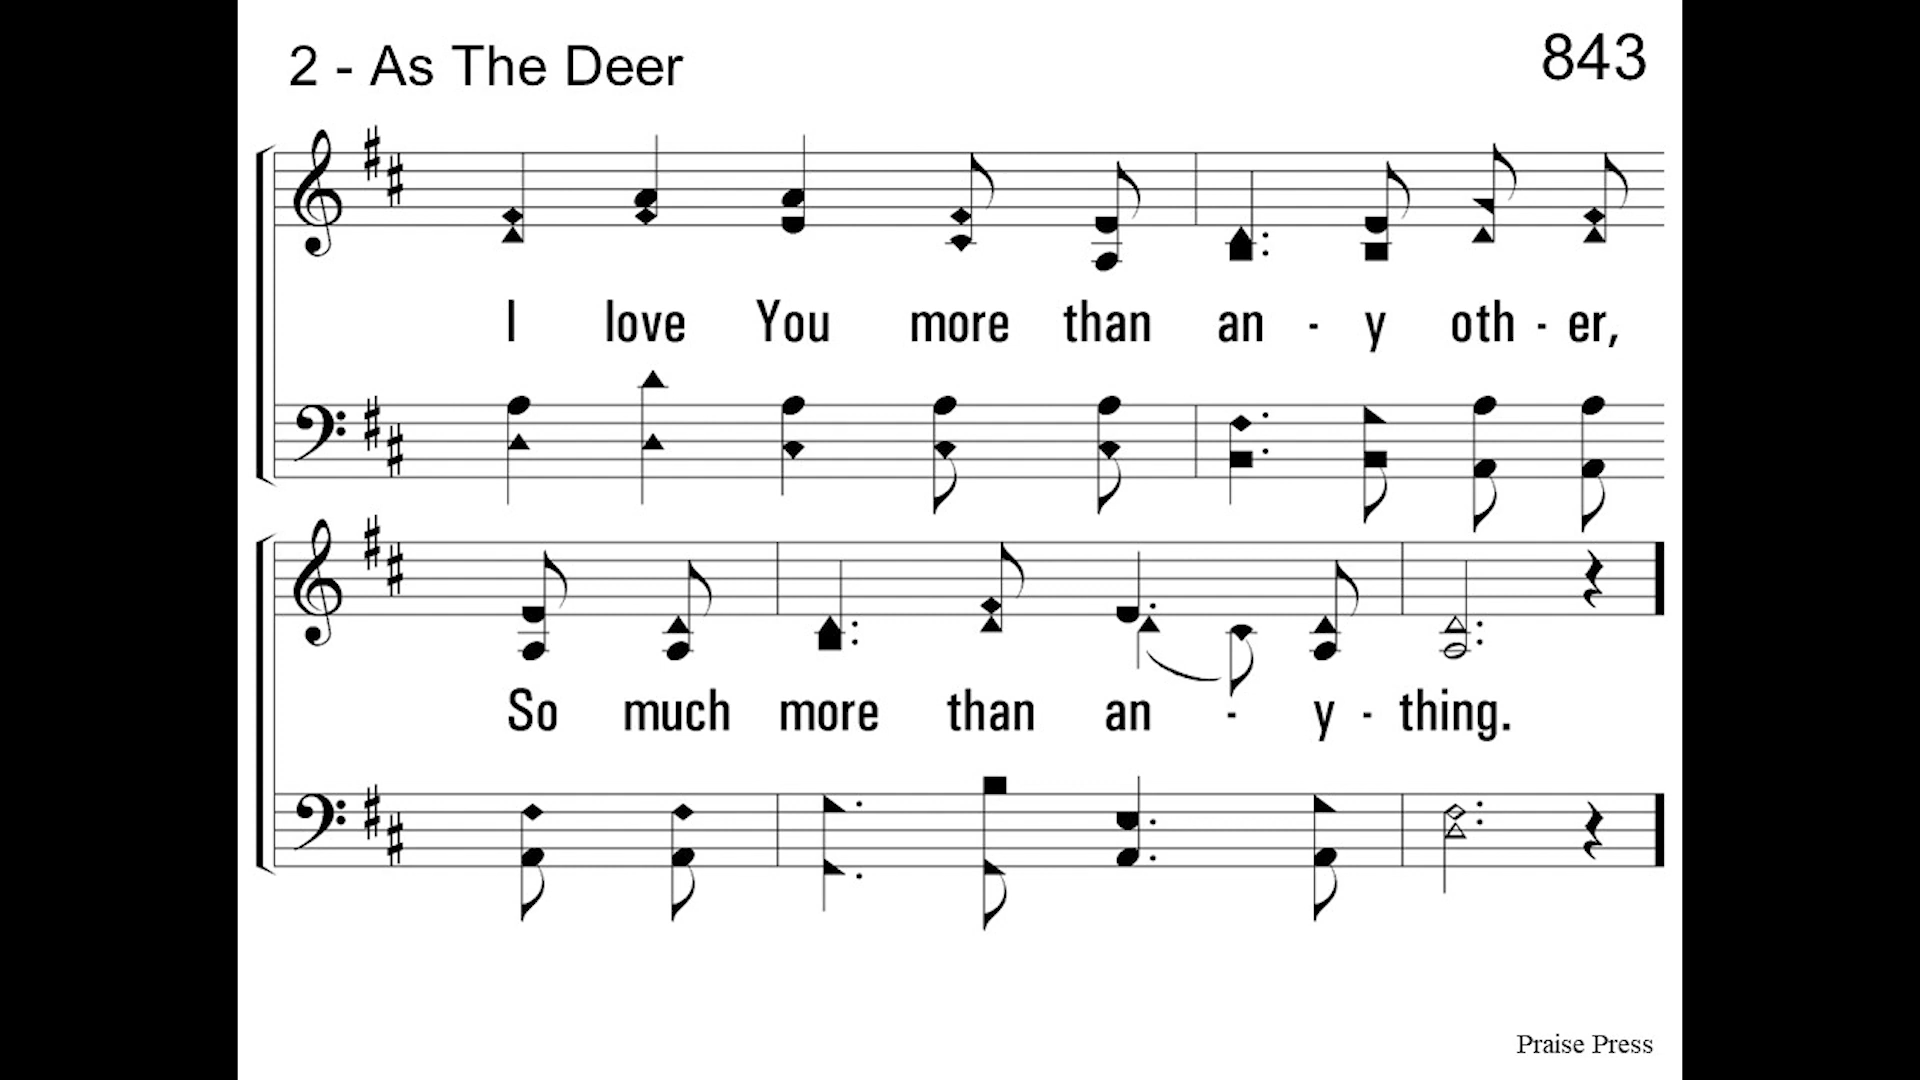 2 - As The Deer
843
I love You more than an - y oth - er,
So much more than an - y - thing.
Praise Press